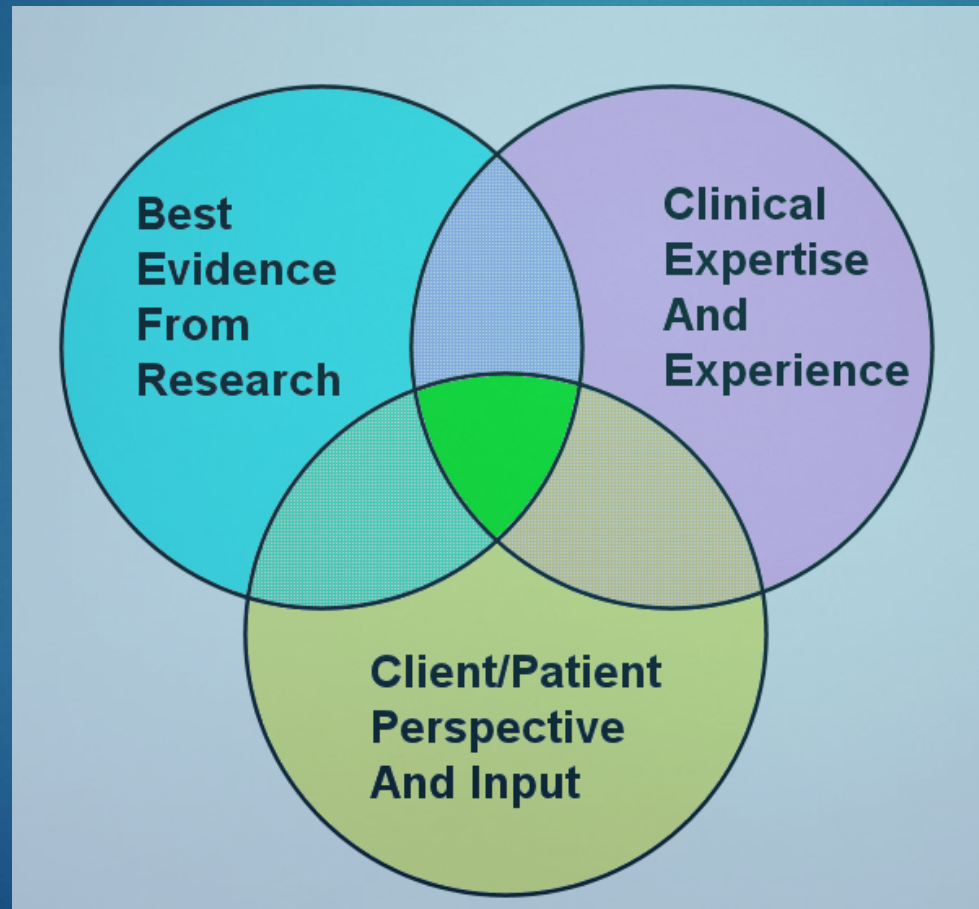 Best
Evidence
From
Research
Clinical
Expertise
And
Experience
Client/Patient
Perspective
And Input